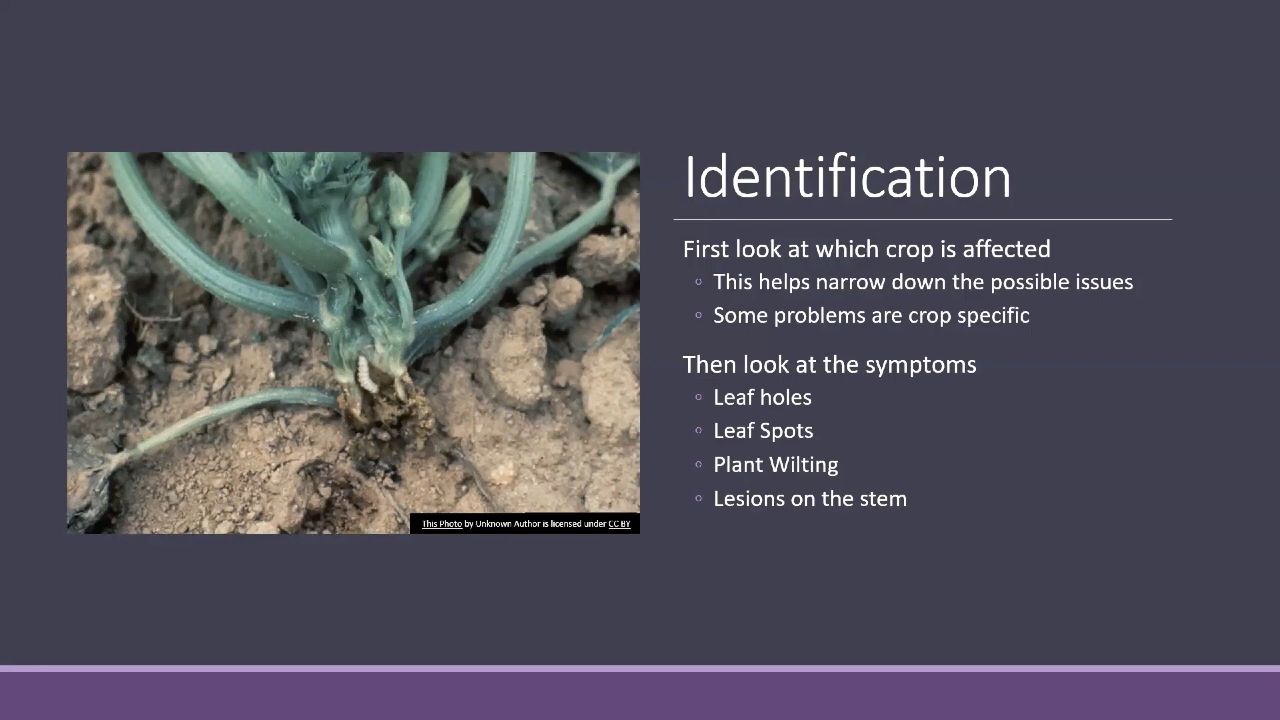 Identification
First look at which crop is affected
◦ This helps narrow down the possible issues
◦ Some problems are crop specific
Then look at the symptoms
◦ Leaf holes
◦ Leaf Spots
◦ Plant Wilting
◦ Lesions on the stem
This Photo by Unknown Author is licensed under CC BY